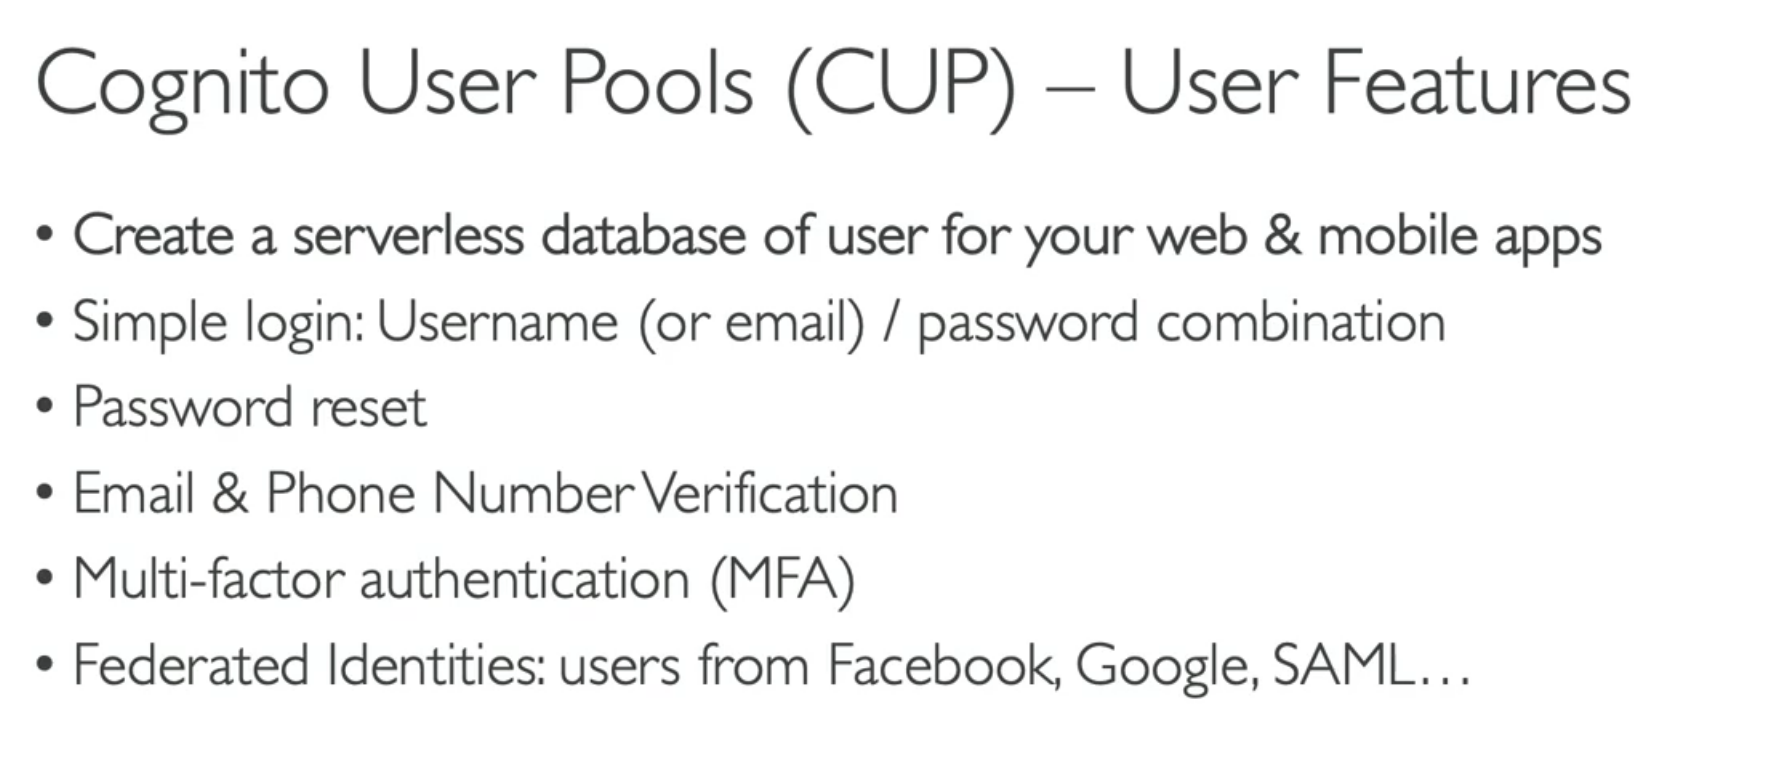 Cognito User Pools (CUP) – User Features
• Create a serverless database of user for your web & mobile apps
• Simple login: Username (or email) / password combination
• Password reset
• Email & Phone Number Verification
• Multi-factor authentication (MFA)
• Federated Identities: users from Facebook, Google, SAML…